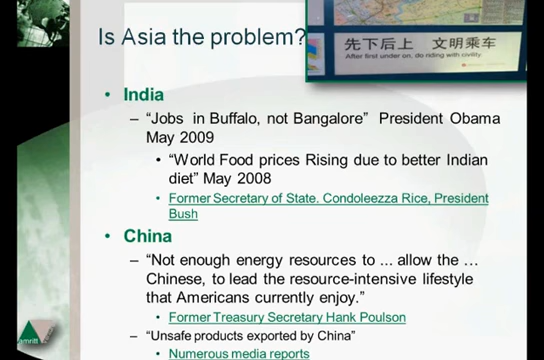 Is Asia the problem?
先下后上 文明乘车
After first under on, do riding with civility
• India
– “Jobs in Buffalo, not Bangalore” President Obama
May 2009
• “World Food prices Rising due to better Indian
diet” May 2008
• Former Secretary of State. Condoleezza Rice, President
Bush
• China
– “Not enough energy resources to ... allow the …
Chinese, to lead the resource-intensive lifestyle
that Americans currently enjoy.”
• Former Treasury Secretary Hank Poulson
– “Unsafe products exported by China”
• Numerous media reports
amritt